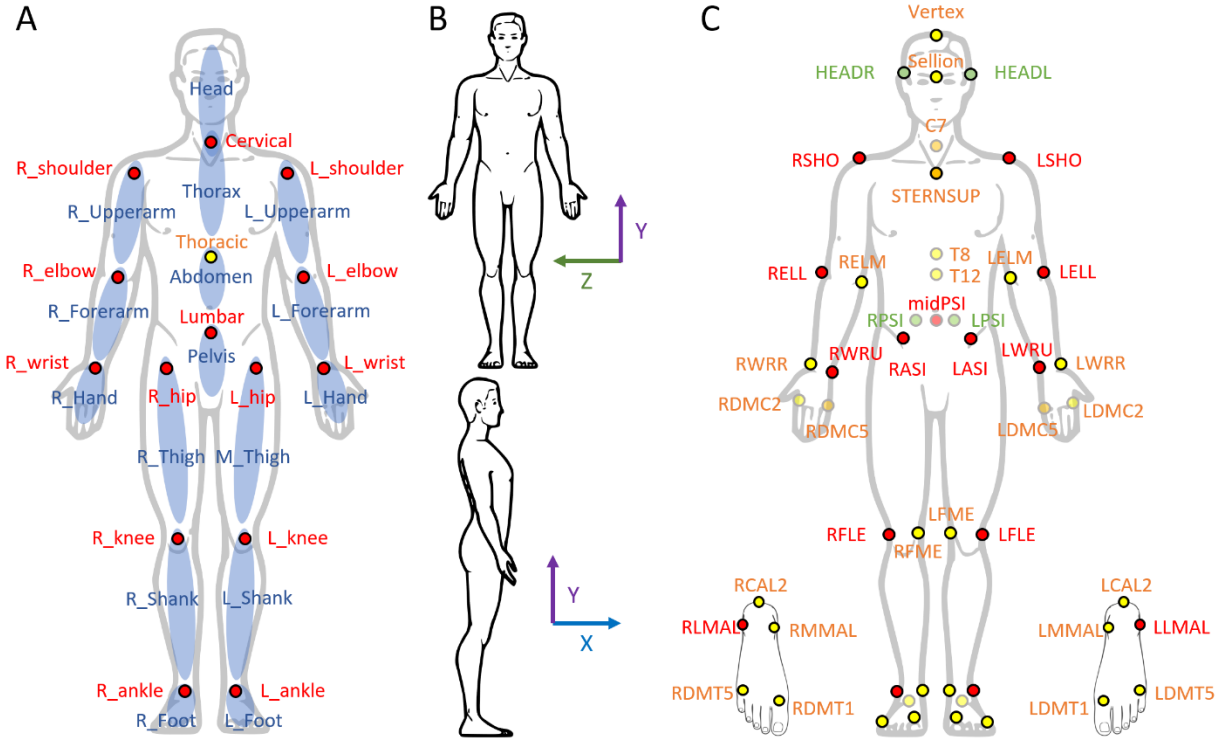 A
Head
Cervical
R_shoulder
L_shoulder
Thorax
R_Upperarm
L_Upperarm
Thoracic
R_elbow
L_elbow
Abdomen
R_Forearm
L_Forearm
Lumbar
Pelvis
R_wrist
L_wrist
R_Hand
R_hip
L_hip
L_Hand
R_Thigh
M_Thigh
R_knee
L_knee
R_Shank
L_Shank
R_ankle
L_ankle
R_Foot
L_Foot
B
Y
Z
Y
X
C
Vertex
Sellion
HEADR
HEADL
C7
RSHO
LSHO
STERNSUP
T8
RELM
LELM
RELL
T12
LELL
midPSI
RPSI
LPSI
RWRU
RASI
LASI
LWRU
RWRR
LWRR
RDMC2
RDMC5
LDMC5
LDMC2
LFME
RFLE
RFME
LFLE
RCAL2
LCAL2
RLMAL
RMMAL
LMMAL
LLMAL
RDMT5
RDMT1
LDMT1
LDMT5